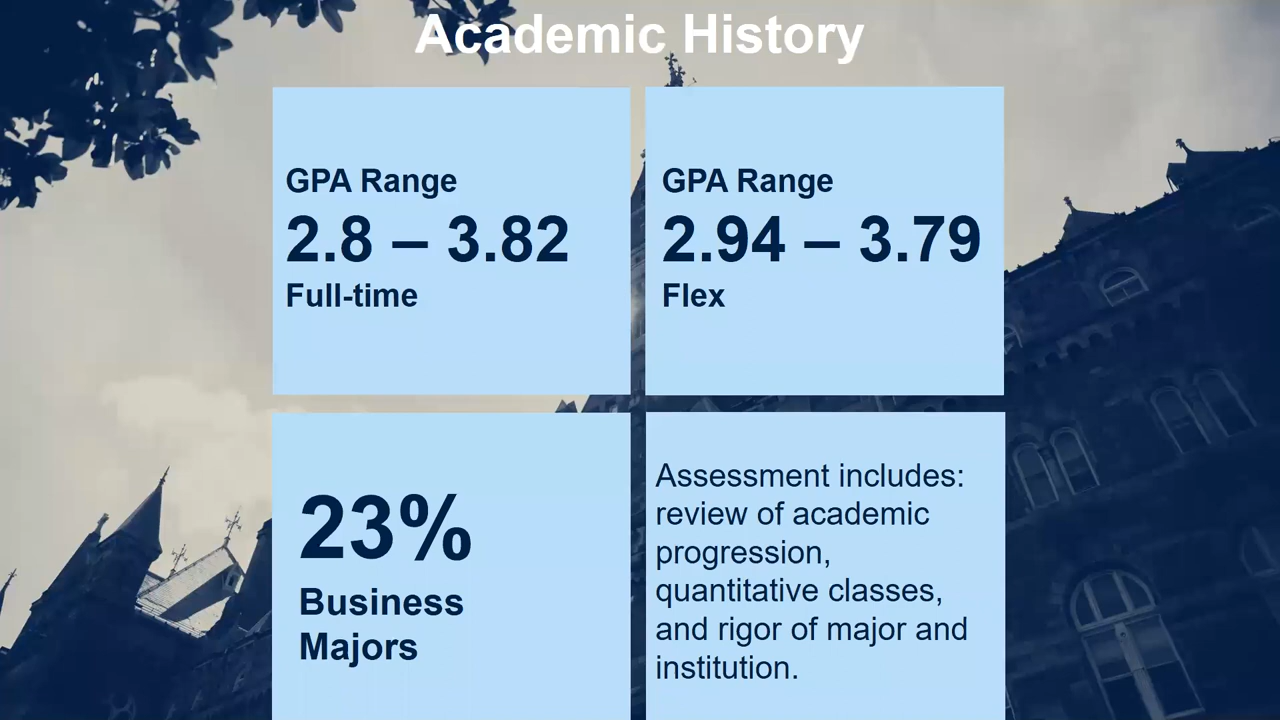 Academic History
GPA Range
2.8 – 3.82
Full-time
GPA Range
2.94 – 3.79
Flex
23%
Business
Majors
Assessment includes:
review of academic
progression,
quantitative classes,
and rigor of major and
institution.